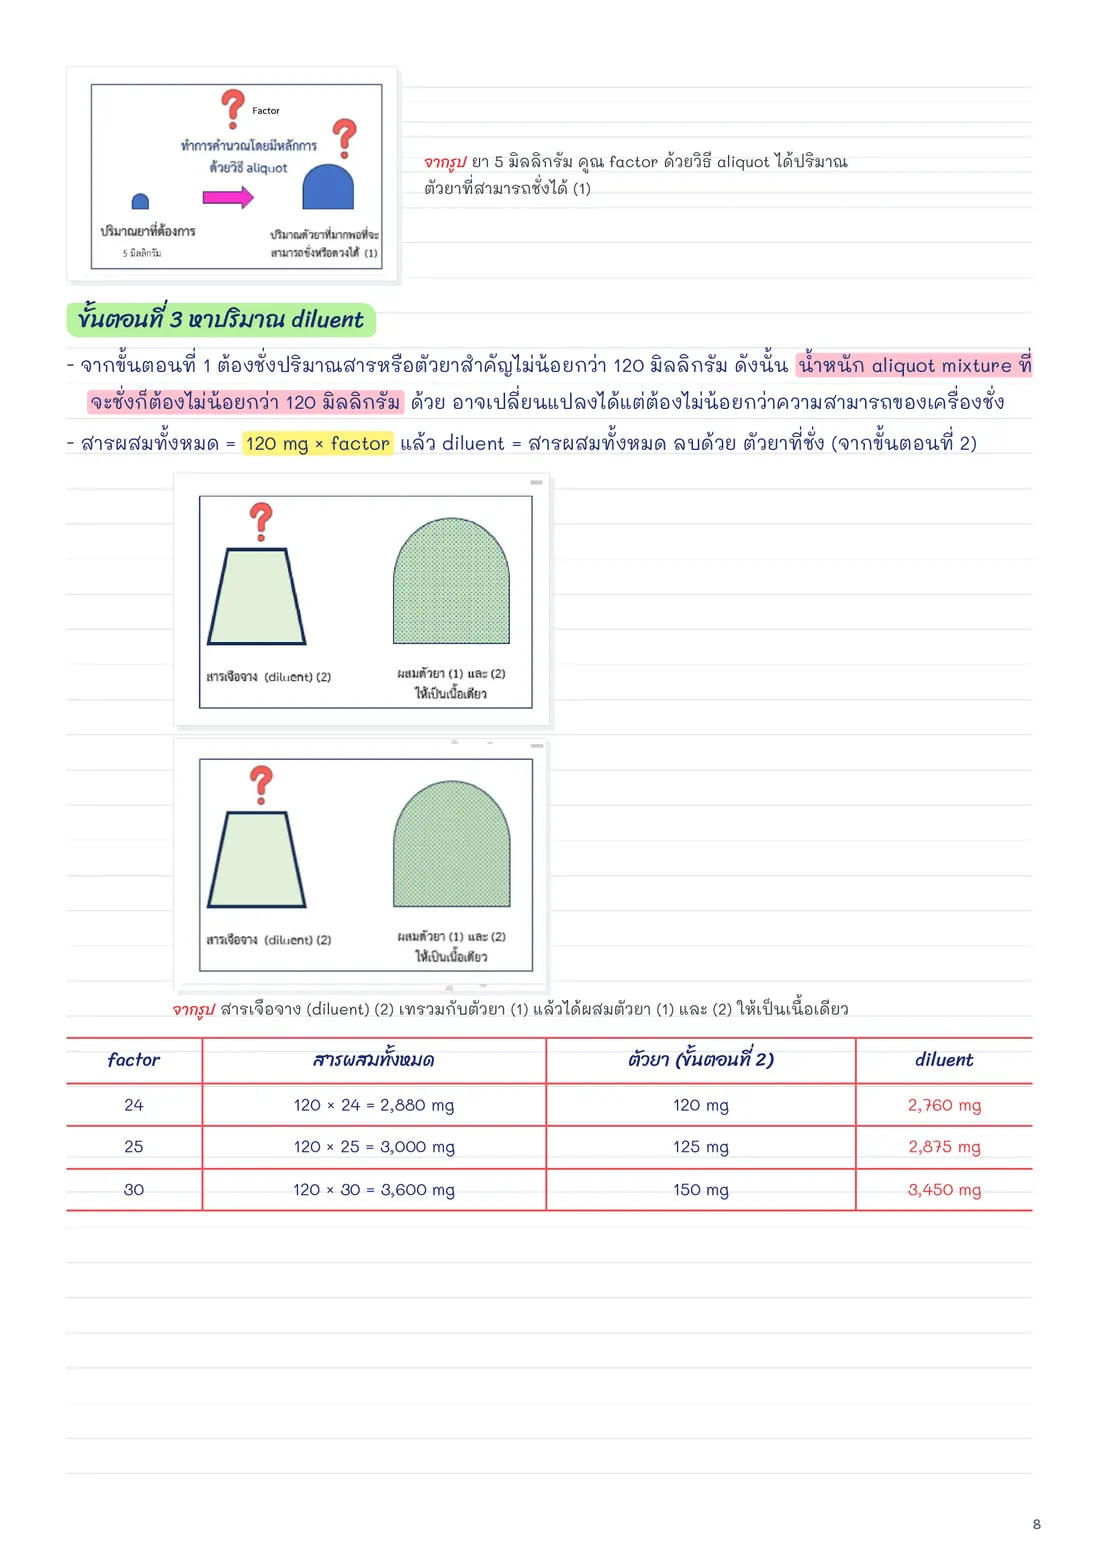 Factor
ทำการคำนวณโดยมีหลักการ
ด้วยวิธี aliquot
ปริมาณยาที่ต้องการ
5 มิลลิกรัม
ปริมาณตัวยาที่มากพอที่จะ
สามารถชั่งหรือตวงได้ (1)
จากรูป ยา 5 มิลลิกรัม คูณ factor ด้วยวิธี aliquot ได้ปริมาณ
ตัวยาที่สามารถชั่งได้ (1)
ขั้นตอนที่ 3 หาปริมาณ diluent
- จากขั้นตอนที่ 1 ต้องชั่งปริมาณสารหรือตัวยาสำคัญไม่น้อยกว่า 120 มิลลิกรัม ดังนั้น น้ำหนัก aliquot mixture ที่
จะชั่งก็ต้องไม่น้อยกว่า 120 มิลลิกรัม ด้วย อาจเปลี่ยนแปลงได้แต่ต้องไม่น้อยกว่าความสามารถของเครื่องชั่ง
- สารผสมทั้งหมด = 120 mg × factor แล้ว diluent = สารผสมทั้งหมด ลบด้วย ตัวยาที่ชั่ง (จากขั้นตอนที่ 2)
สารเจือจาง (diluent) (2)
ผสมตัวยา (1) และ (2)
ให้เป็นเนื้อเดียว
สารเจือจาง (diluent) (2)
ผสมตัวยา (1) และ (2)
ให้เป็นเนื้อเดียว
จากรูป สารเจือจาง (diluent) (2) เทรวมกับตัวยา (1) แล้วได้ผสมตัวยา (1) และ (2) ให้เป็นเนื้อเดียว
factor สารผสมทั้งหมด ตัวยา (ขั้นตอนที่ 2) diluent
24 120 × 24 = 2,880 mg 120 mg 2,760 mg
25 120 × 25 = 3,000 mg 125 mg 2,875 mg
30 120 × 30 = 3,600 mg 150 mg 3,450 mg
8